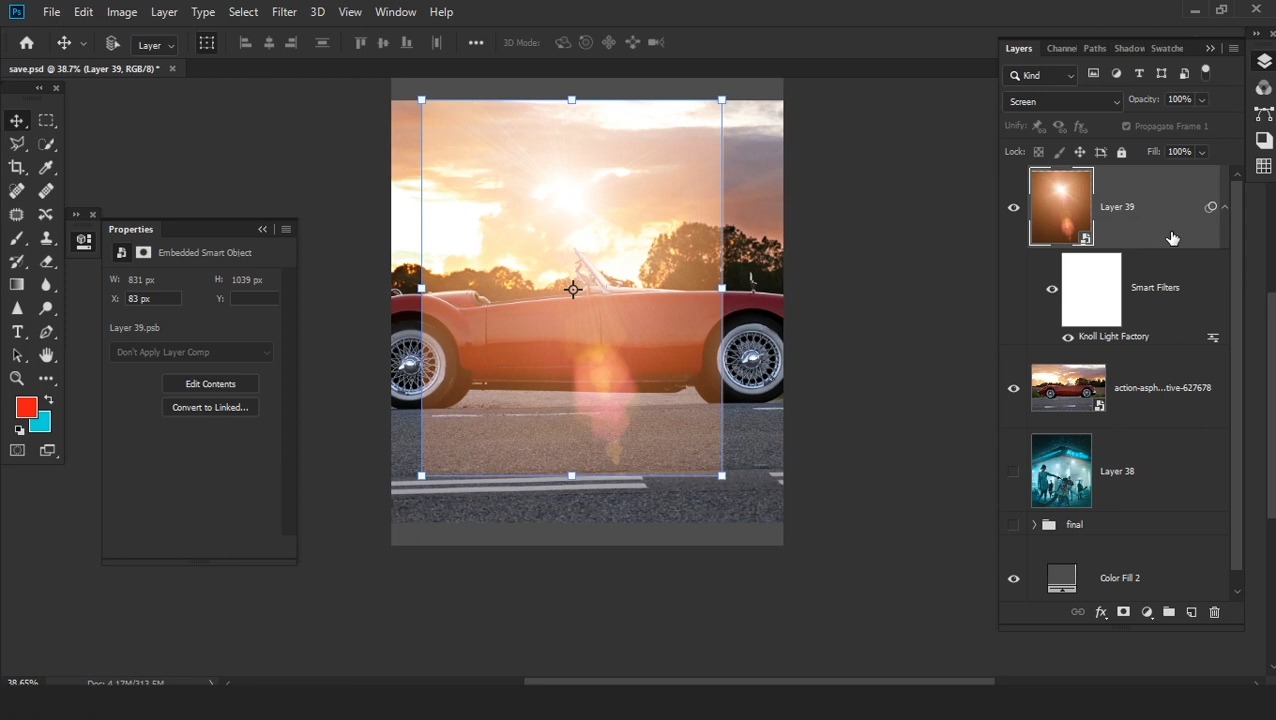 Ps File Edit Image Layer Type Select Filter 3D View Window Help
Layer 3D Mode:
save.psd @ 38.7% (Layer 39, RGB/8) *
Layers Channe Paths Shadov Swatche
Kind
Screen Opacity: 100%
Unify: Propagate Frame 1
Lock: Fill: 100%
Layer 39
Smart Filters
Knoll Light Factory
action-asph...tive-627678
Layer 38
final
Color Fill 2
Properties
Embedded Smart Object
W: 831 px H: 1039 px
X: 83 px Y:
Layer 39.psb
Don't Apply Layer Comp
Edit Contents
Convert to Linked...
38.65% Doc: 4.17M/313.5M